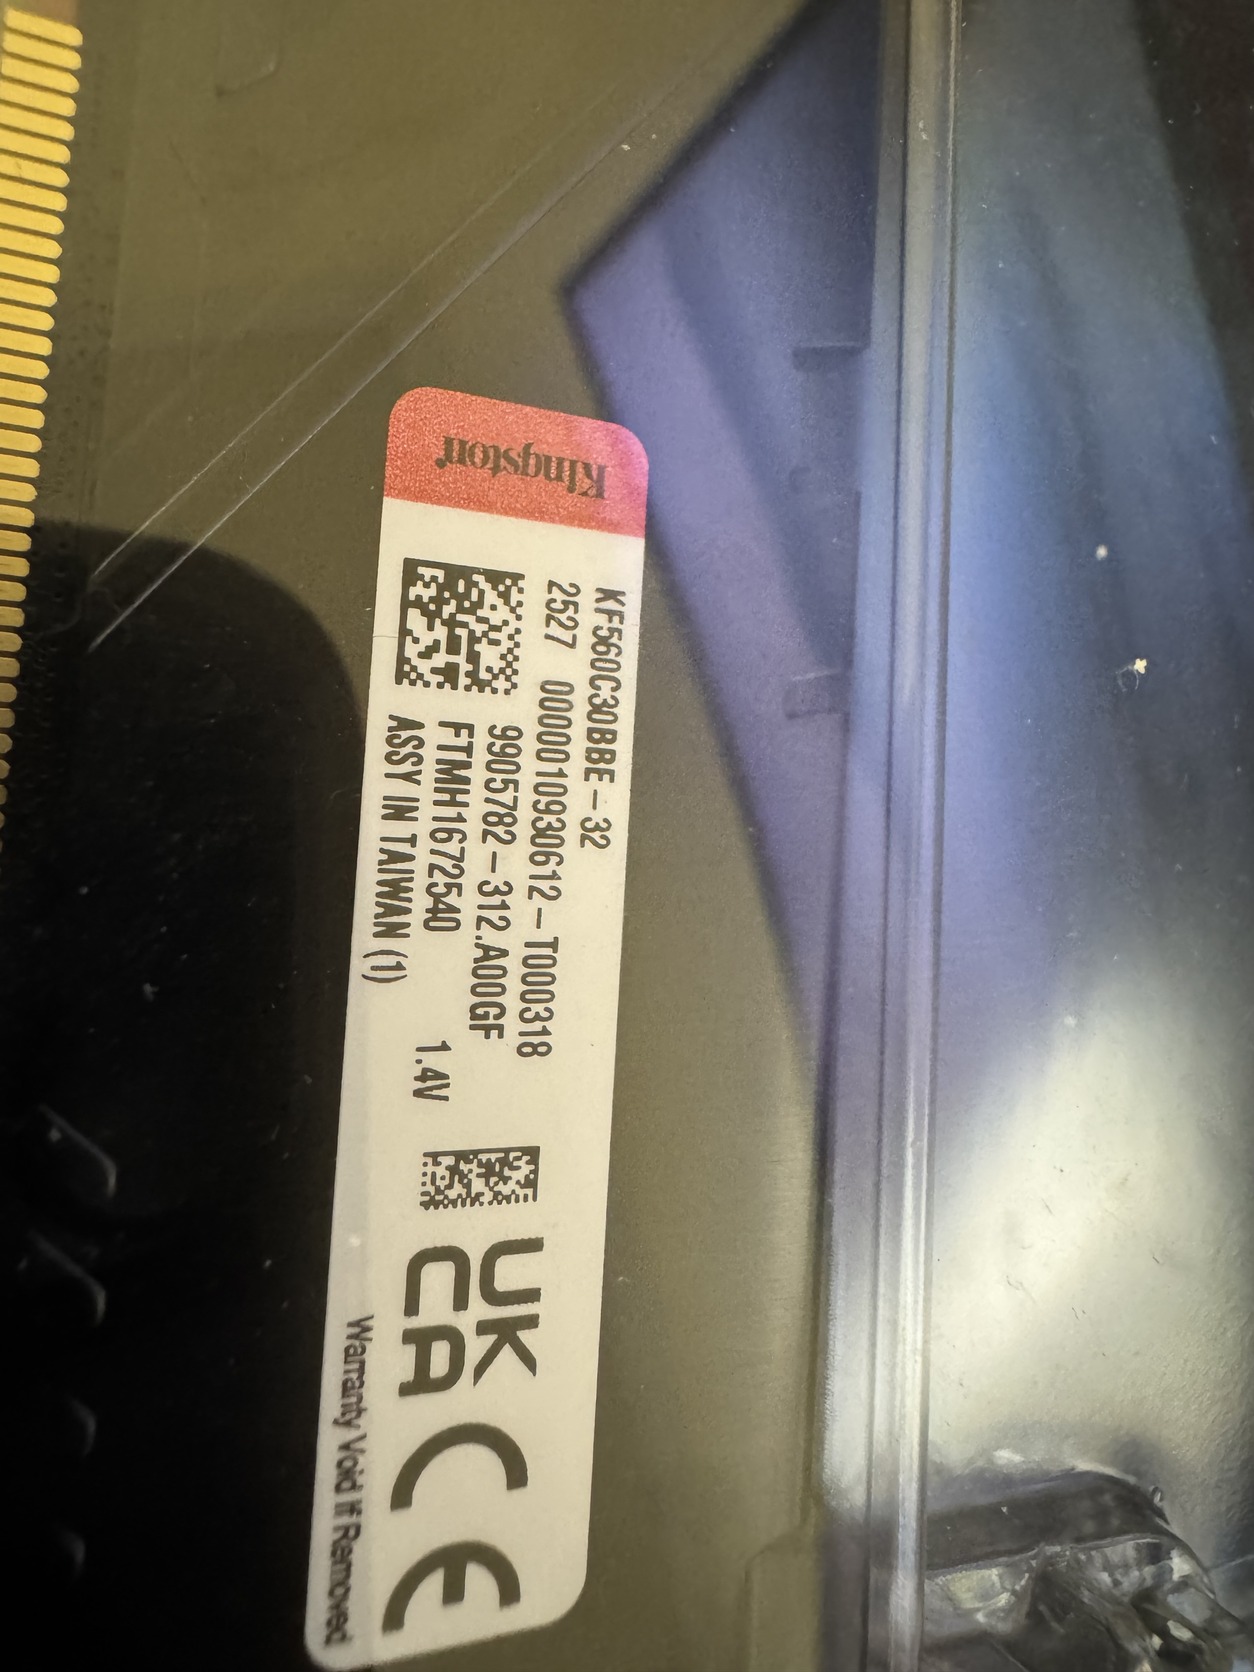 Kingston
KF560C30BBE-32
2527 000010930612-T000318
9905782-312.A00GF
FTMH1672540
1.4V
ASSY IN TAIWAN (1)
UK
CA
CE
Warranty Void If Removed